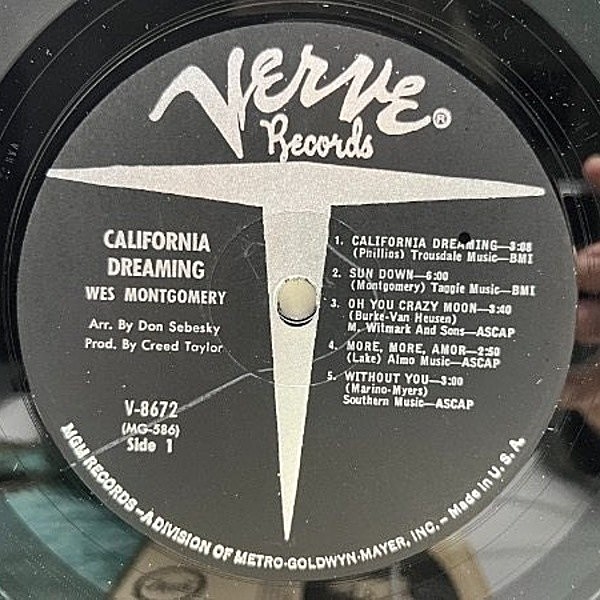 Verve®
Records
CALIFORNIA
DREAMING
WES MONTGOMERY
Arr. By Don Sebesky
Prod. By Creed Taylor
V-8672
(MG-586)
Side 1
1. CALIFORNIA DREAMING—3:08
(Phillips) Trousdale Music—BMI
2. SUN DOWN—6:00
(Montgomery) Taggie Music—BMI
3. OH YOU CRAZY MOON—3:40
(Burke-Van Heusen)
M. Witmark And Sons—ASCAP
4. MORE, MORE, AMOR—2:50
(Lake) Almo Music—ASCAP
5. WITHOUT YOU—3:00
(Marino-Myers)
Southern Music—ASCAP
MGM RECORDS—A DIVISION OF METRO-GOLDWYN-MAYER, INC.—Made in U.S.A.